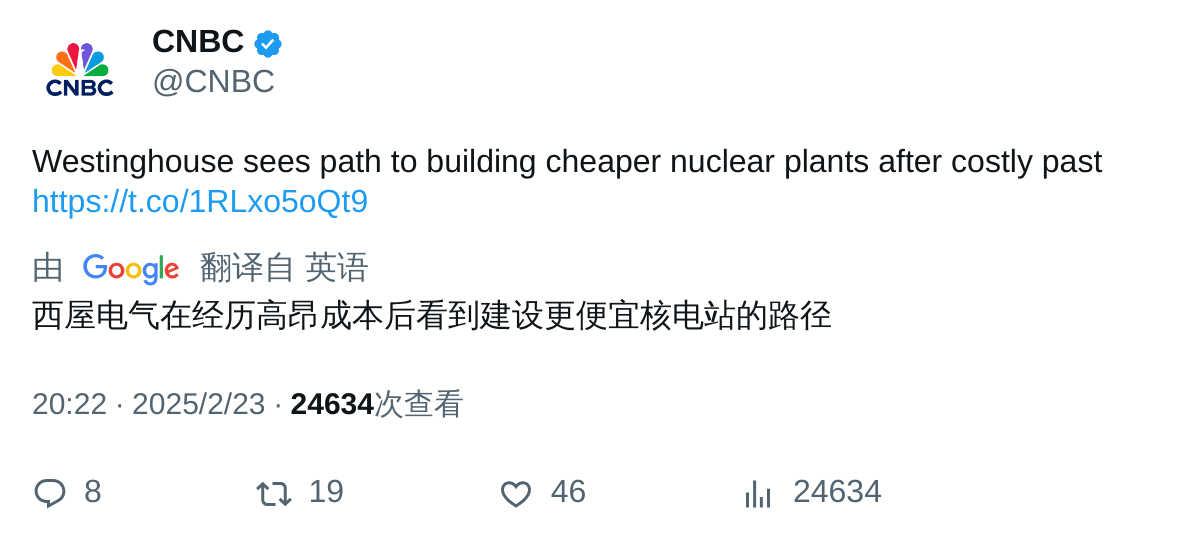 CNBC
CNBC
@CNBC
Westinghouse sees path to building cheaper nuclear plants after costly past
https://t.co/1RLxo5oQt9
由 Google 翻译自 英语
西屋电气在经历高昂成本后看到建设更便宜核电站的路径
20:22 · 2025/2/23 · 24634次查看
8 19 46 24634